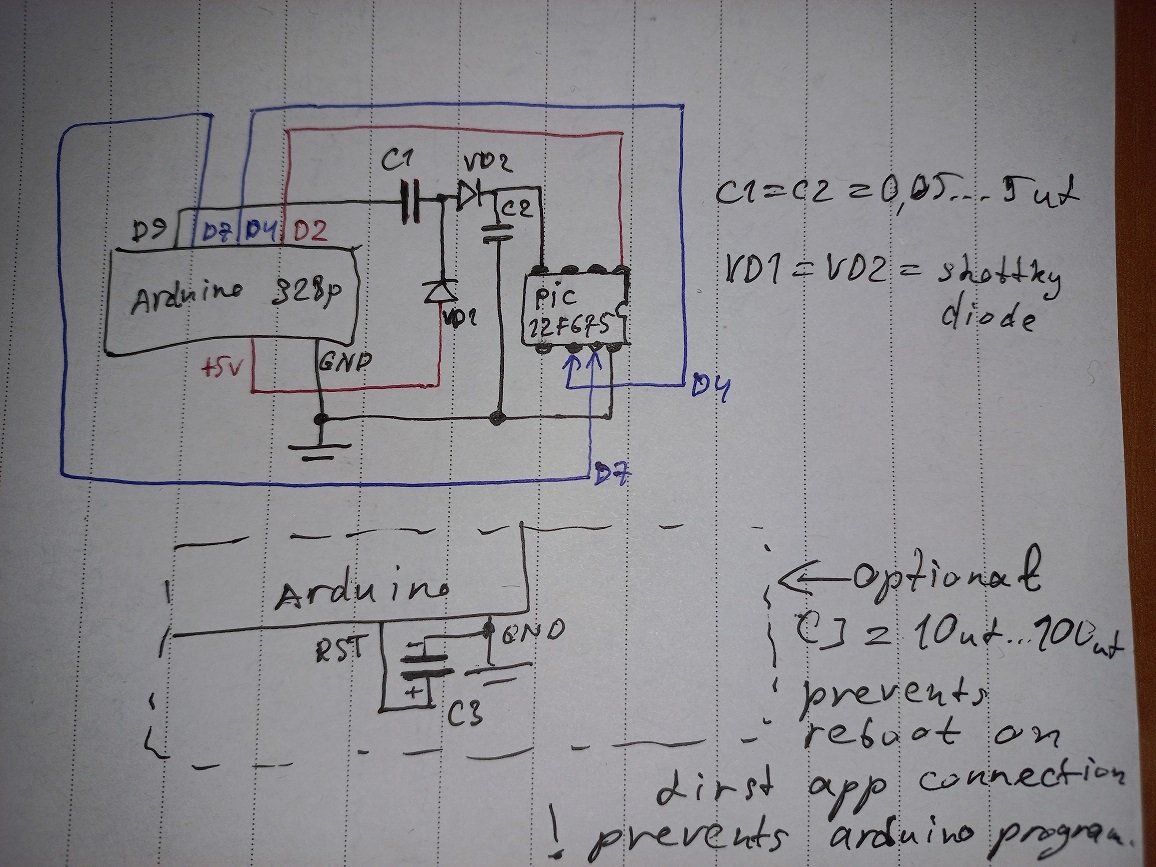 C1 VD2
C2
D9 D7 D4 D2
Arduino 328p
VD1
PIC
12F675
+5V GND
D4
D7
C1=C2=0,05...5uf
VD1=VD2= shottky
diode
Arduino
RST GND
+
C3
←optional
C3 = 10uf...100uf
prevents
reboot on
first app connection
! prevents arduino program.